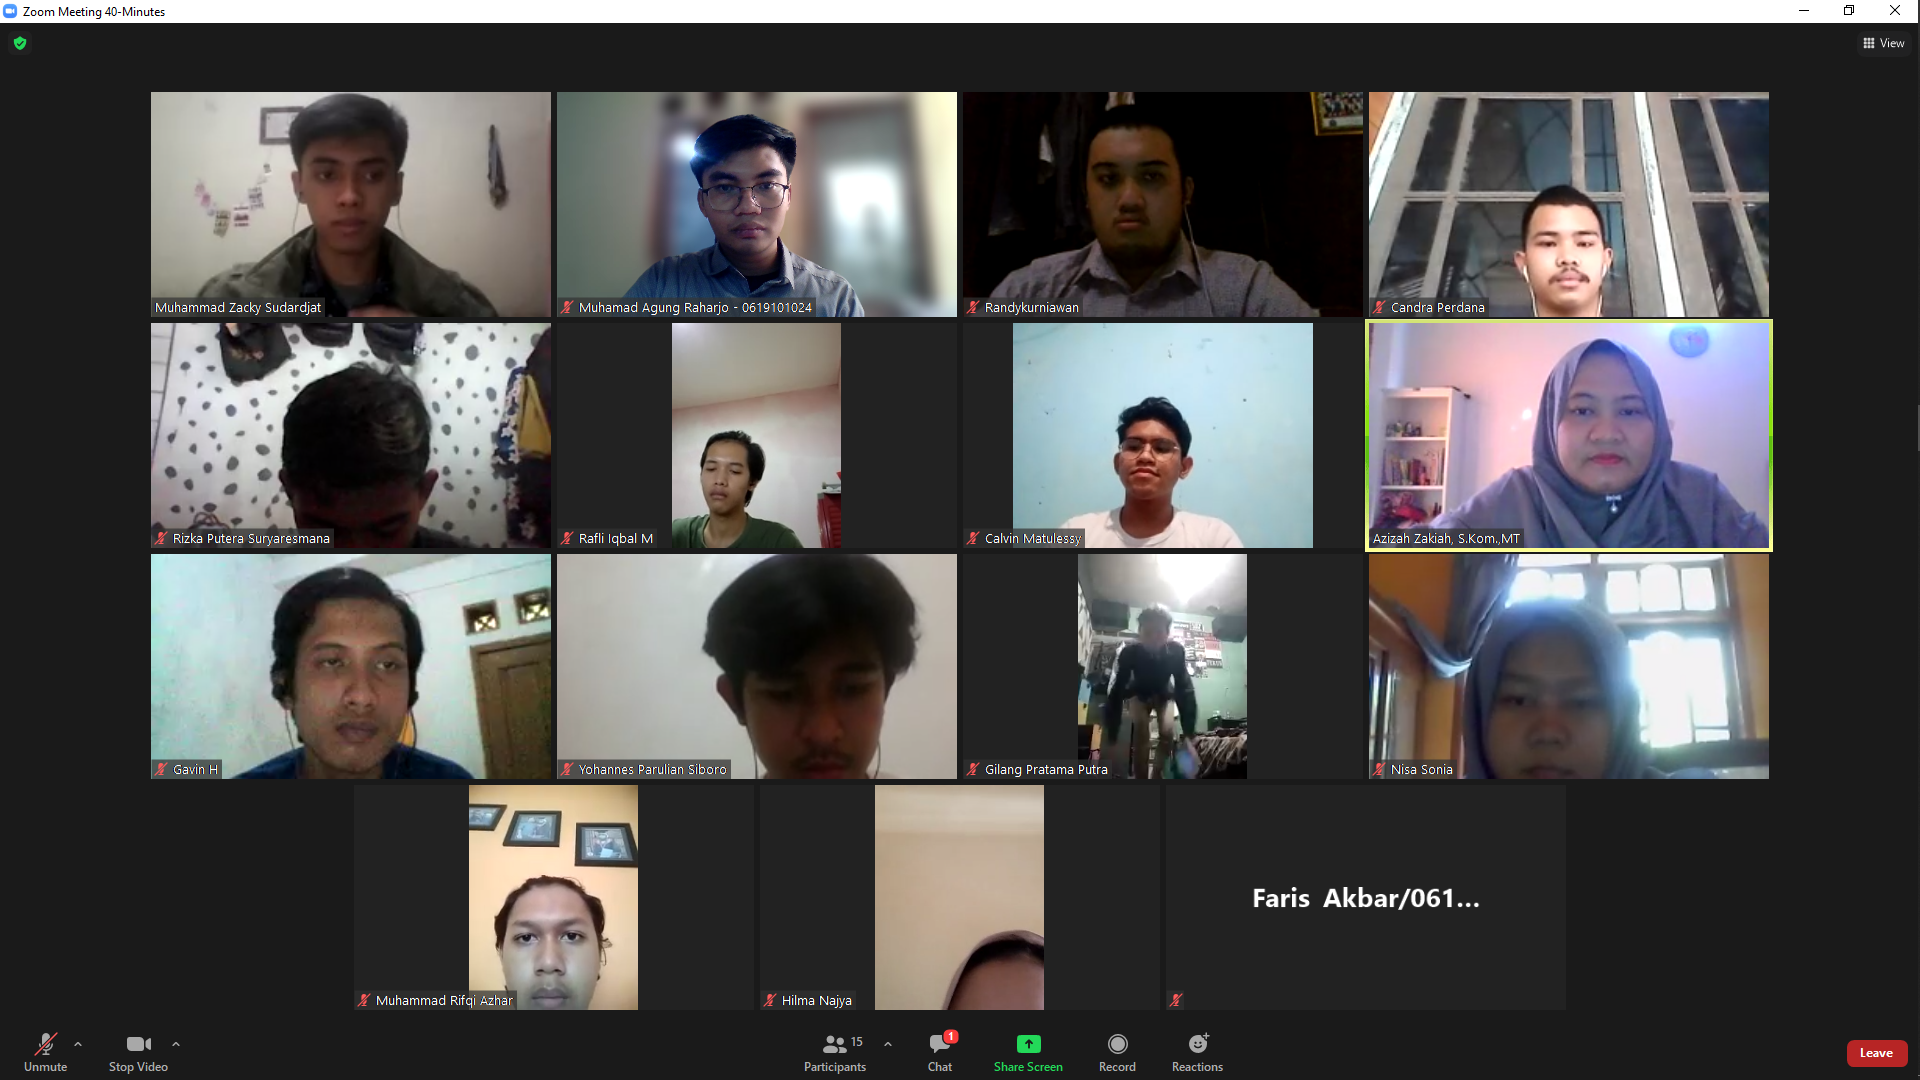 Zoom Meeting 40-Minutes
View
Muhammad Zacky Sudardjat
Muhamad Agung Raharjo - 0619101024
Randykurniawan
Candra Perdana
Rizka Putera Suryaresmana
Rafli Iqbal M
Calvin Matulessy
Azizah Zakiah, S.Kom.,MT
Gavin H
Yohannes Parulian Siboro
Gilang Pratama Putra
Nisa Sonia
Muhammad Rifqi Azhar
Hilma Najya
Faris Akbar/061...
Unmute
Stop Video
15
Participants
1
Chat
Share Screen
Record
Reactions
Leave